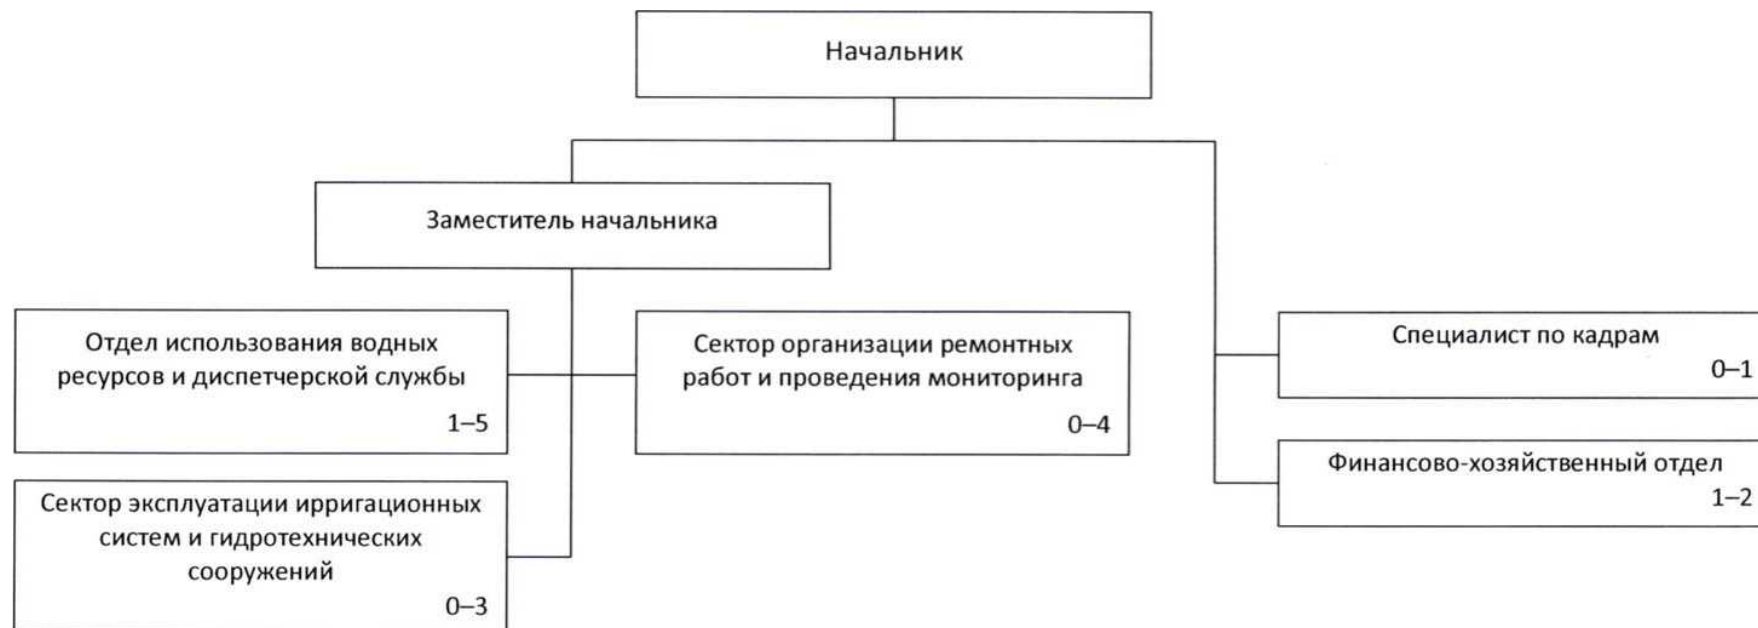 Начальник
Заместитель начальника
Отдел использования водных
ресурсов и диспетчерской службы
1–5
Сектор организации ремонтных
работ и проведения мониторинга
0–4
Специалист по кадрам
0–1
Финансово-хозяйственный отдел
1–2
Сектор эксплуатации ирригационных
систем и гидротехнических
сооружений
0–3